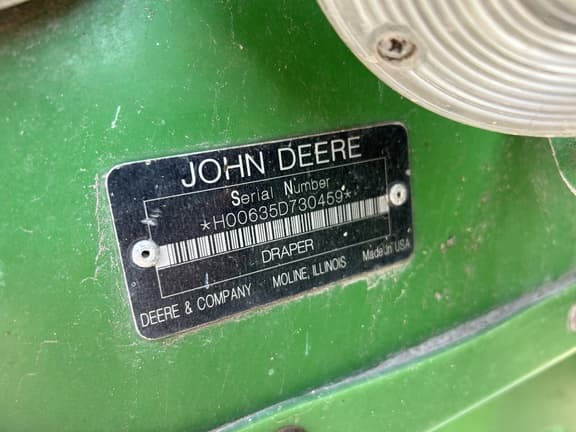 JOHN DEERE
Serial Number
*H00635D730459*
DRAPER
DEERE & COMPANY MOLINE, ILLINOIS Made in USA